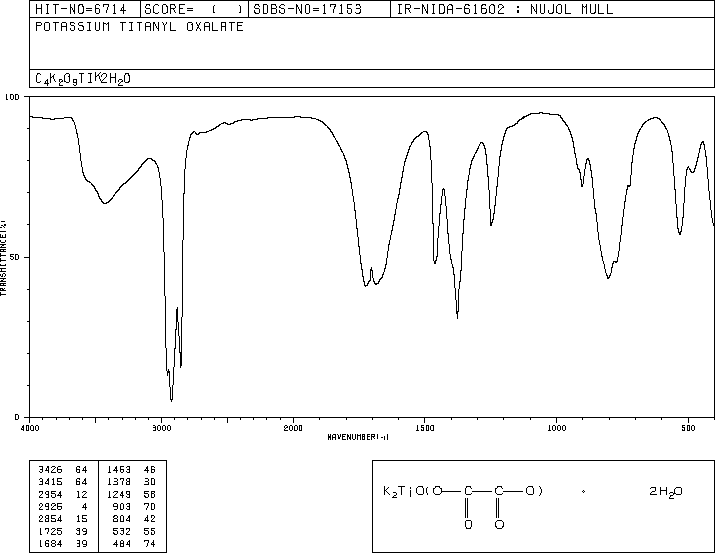 HIT-NO=6714 SCORE= ( ) SDBS-NO=17153 IR-NIDA-61602 : NUJOL MULL
POTASSIUM TITANYL OXALATE
C4K2O9TIK2H2O
100
50
0
TRANSMITTANCE(%)
4000 3000 2000 1500 1000 500
WAVENUMBER(-1)
3426 64 1463 46
3415 64 1378 30
2954 12 1249 58
2925 4 903 70
2854 15 804 42
1725 39 532 55
1684 39 484 74
K2TiO(O—C—C—O) · 2H2O
O O